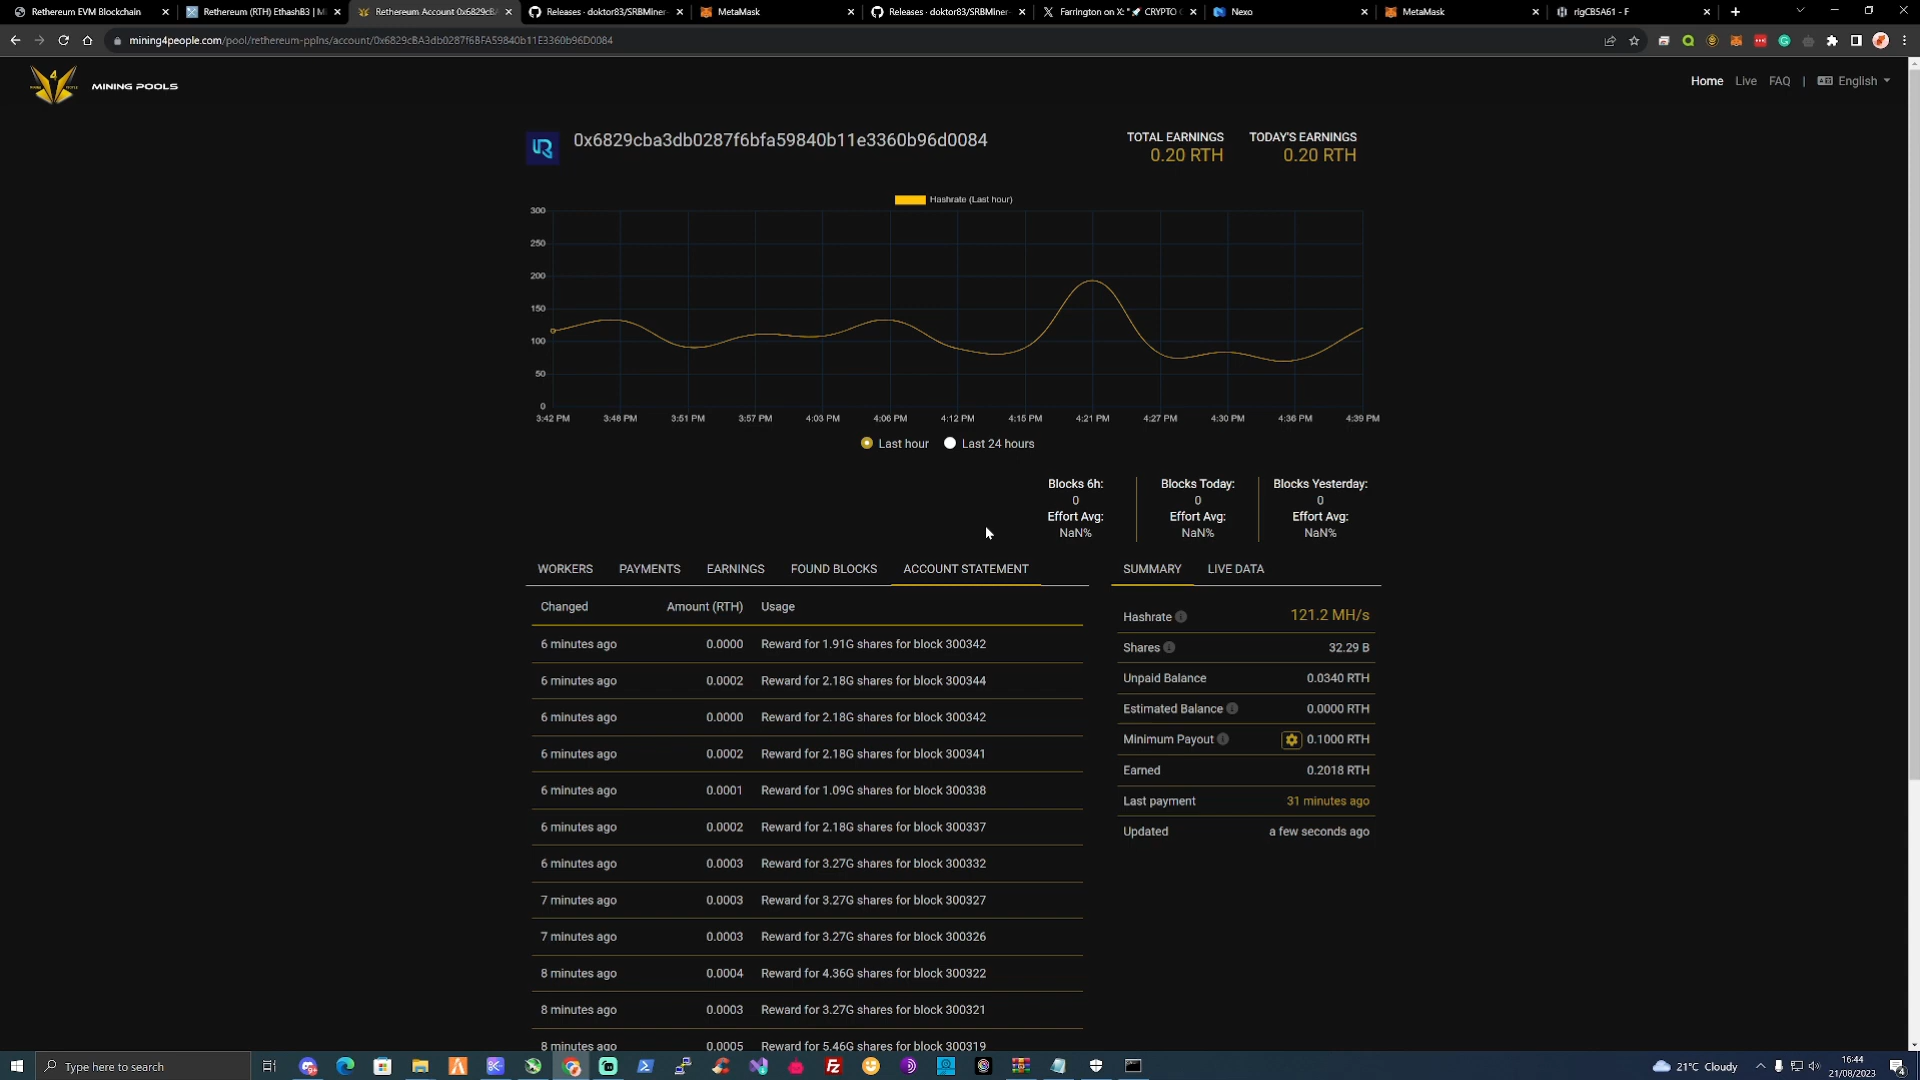 Rethereum EVM Blockchain
Rethereum (RTH) EthashB3 | M
Rethereum Account 0x6829cB
Releases · doktor83/SRBMiner
MetaMask
Releases · doktor83/SRBMiner
Farrington on X: " CRYPTO
Nexo
MetaMask
rigCB5A61 - F
mining4people.com/pool/rethereum-pplns/account/0x6829cBA3db0287f6BFA59840b11E3360b96D0084
4
MINING POOLS
Home
Live
FAQ
|
English
0x6829cba3db0287f6bfa59840b11e3360b96d0084
TOTAL EARNINGS
0.20 RTH
TODAY'S EARNINGS
0.20 RTH
Hashrate (Last hour)
300
250
200
150
100
50
0
3:42 PM 3:48 PM 3:51 PM 3:57 PM 4:03 PM 4:06 PM 4:12 PM 4:15 PM 4:21 PM 4:27 PM 4:30 PM 4:36 PM 4:39 PM
Last hour Last 24 hours
Blocks 6h: Blocks Today: Blocks Yesterday:
0 0 0
Effort Avg: Effort Avg: Effort Avg:
NaN% NaN% NaN%
WORKERS PAYMENTS EARNINGS FOUND BLOCKS ACCOUNT STATEMENT
Changed Amount (RTH) Usage
6 minutes ago 0.0000 Reward for 1.91G shares for block 300342
6 minutes ago 0.0002 Reward for 2.18G shares for block 300344
6 minutes ago 0.0000 Reward for 2.18G shares for block 300342
6 minutes ago 0.0002 Reward for 2.18G shares for block 300341
6 minutes ago 0.0001 Reward for 1.09G shares for block 300338
6 minutes ago 0.0002 Reward for 2.18G shares for block 300337
6 minutes ago 0.0003 Reward for 3.27G shares for block 300332
7 minutes ago 0.0003 Reward for 3.27G shares for block 300327
7 minutes ago 0.0003 Reward for 3.27G shares for block 300326
8 minutes ago 0.0004 Reward for 4.36G shares for block 300322
8 minutes ago 0.0003 Reward for 3.27G shares for block 300321
8 minutes ago 0.0005 Reward for 5.46G shares for block 300319
SUMMARY LIVE DATA
Hashrate 121.2 MH/s
Shares 32.29 B
Unpaid Balance 0.0340 RTH
Estimated Balance 0.0000 RTH
Minimum Payout 0.1000 RTH
Earned 0.2018 RTH
Last payment 31 minutes ago
Updated a few seconds ago
Type here to search
21°C Cloudy
16:44
21/08/2023